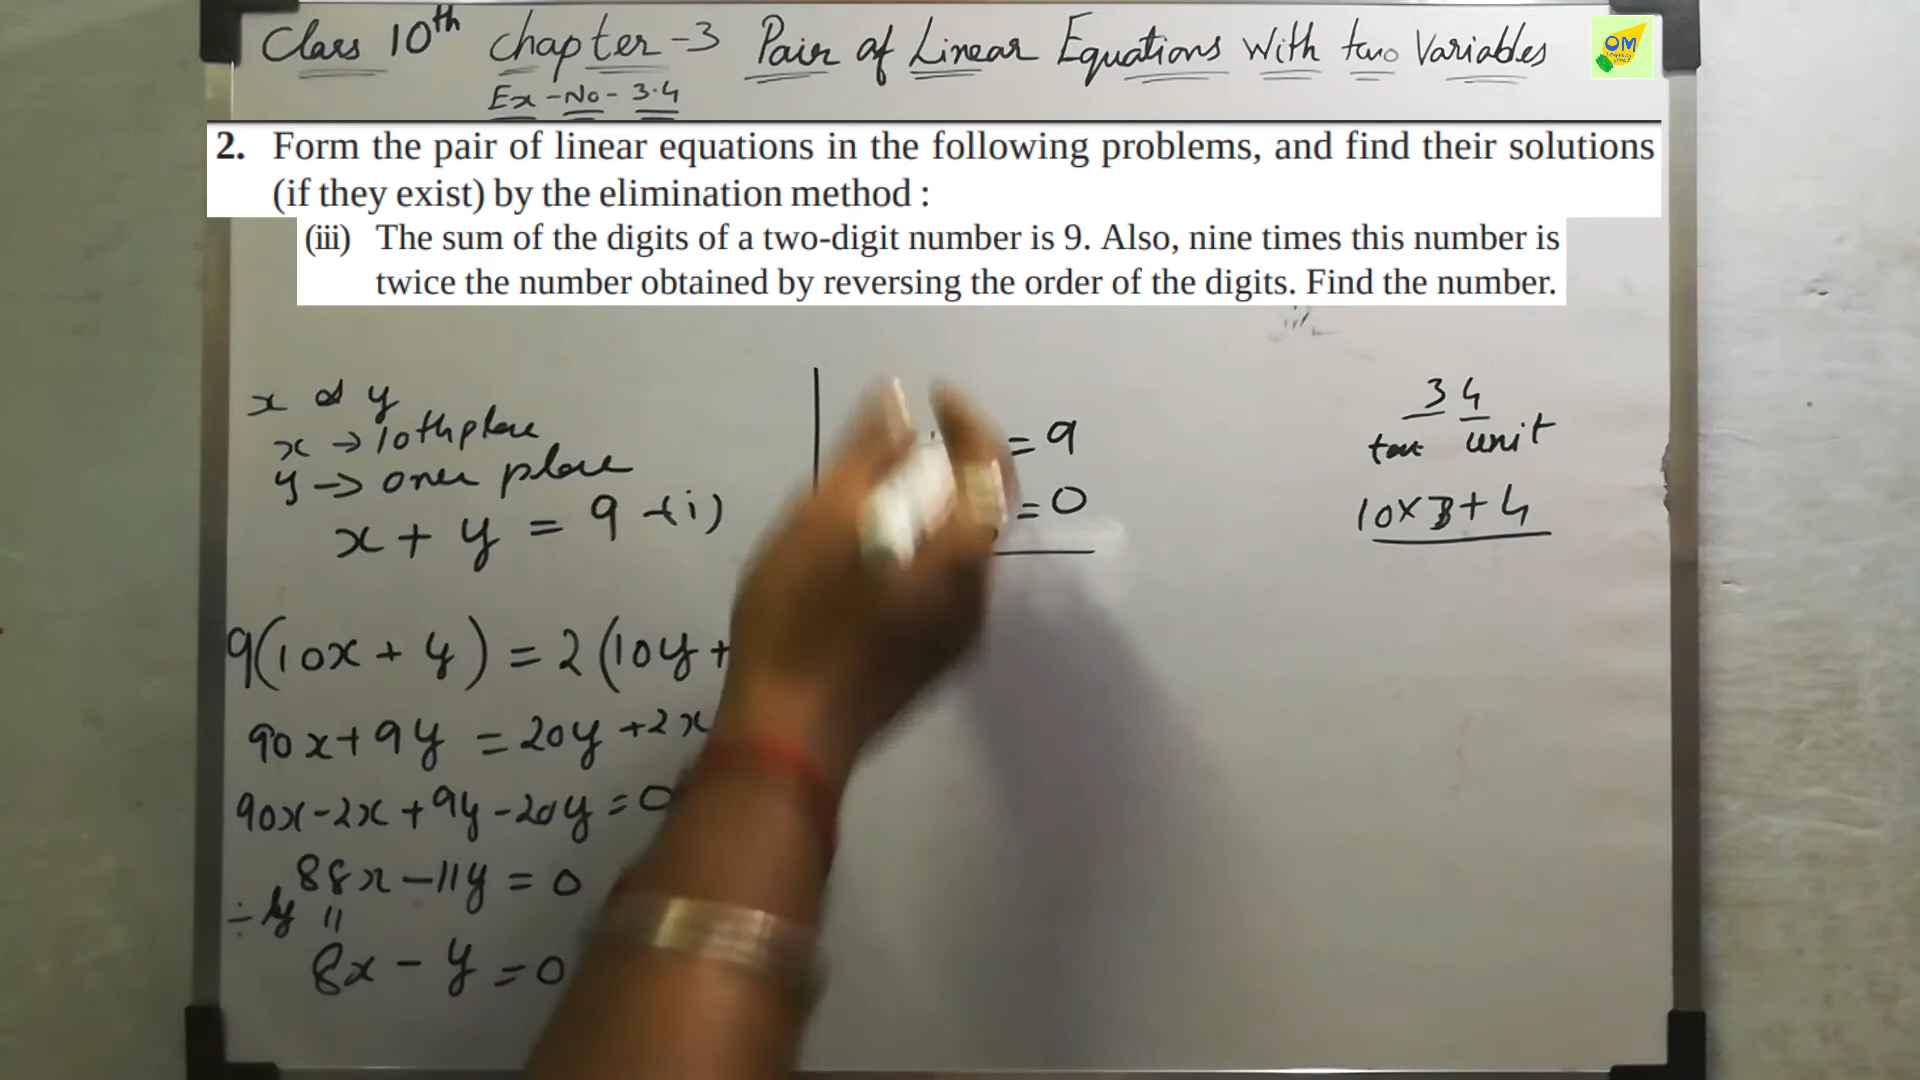 Class 10th Chapter-3 Pair of Linear Equations With two Variables
Ex-No-3.4
OM
2. Form the pair of linear equations in the following problems, and find their solutions
(if they exist) by the elimination method :
(iii) The sum of the digits of a two-digit number is 9. Also, nine times this number is
twice the number obtained by reversing the order of the digits. Find the number.
x & y
x → 10th place
y → ones place
x + y = 9 -(i)
9(10x + y) = 2(10y +
90x + 9y = 20y + 2x
90x - 2x + 9y - 20y = 0
88x - 11y = 0
÷ by 11
8x - y = 0
= 9
= 0
34
unit
10 × 3 + 4